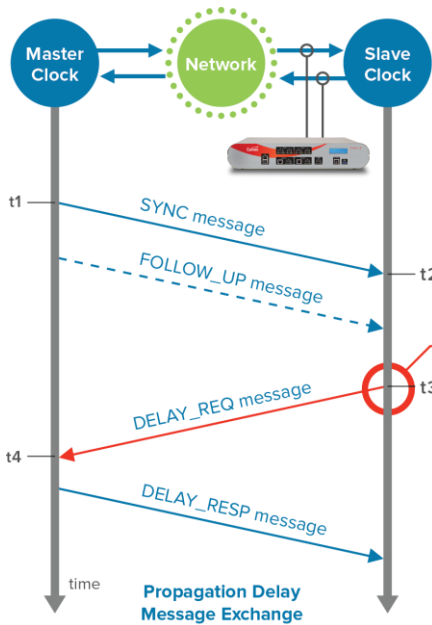 Master
Clock
Network
Slave
Clock
t1
SYNC message
t2
FOLLOW_UP message
t3
DELAY_REQ message
t4
DELAY_RESP message
time
Propagation Delay
Message Exchange